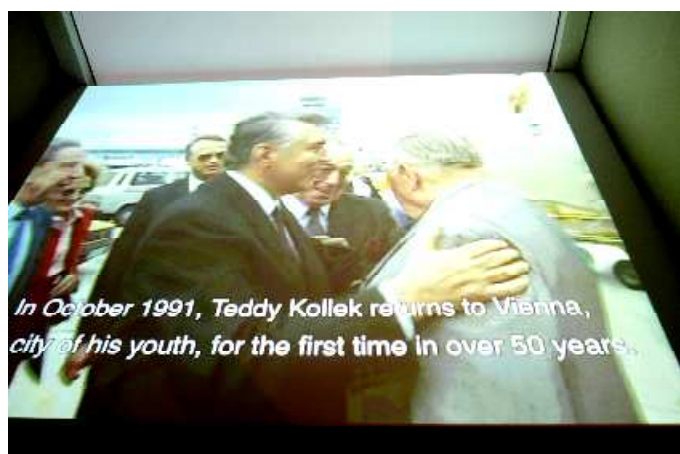 In October 1991, Teddy Kollek returns to Vienna,
city of his youth, for the first time in over 50 years.